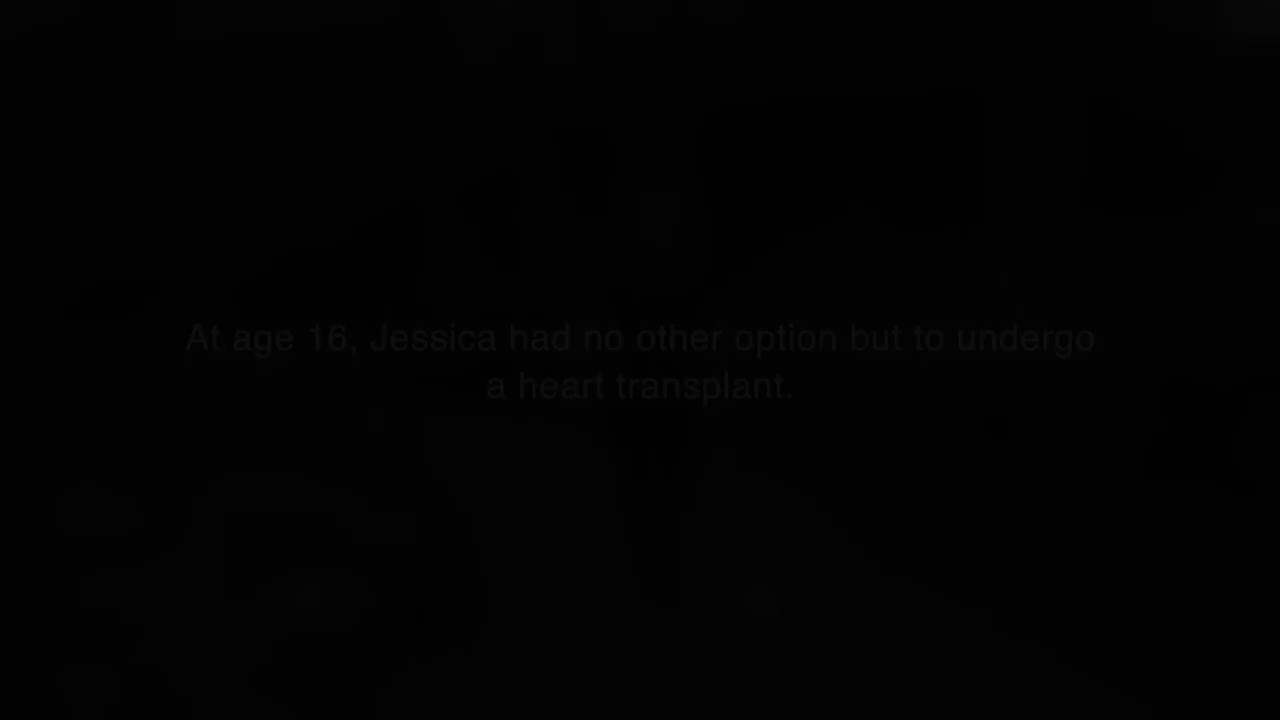 At age 16, Jessica had no other option but to undergo
a heart transplant.